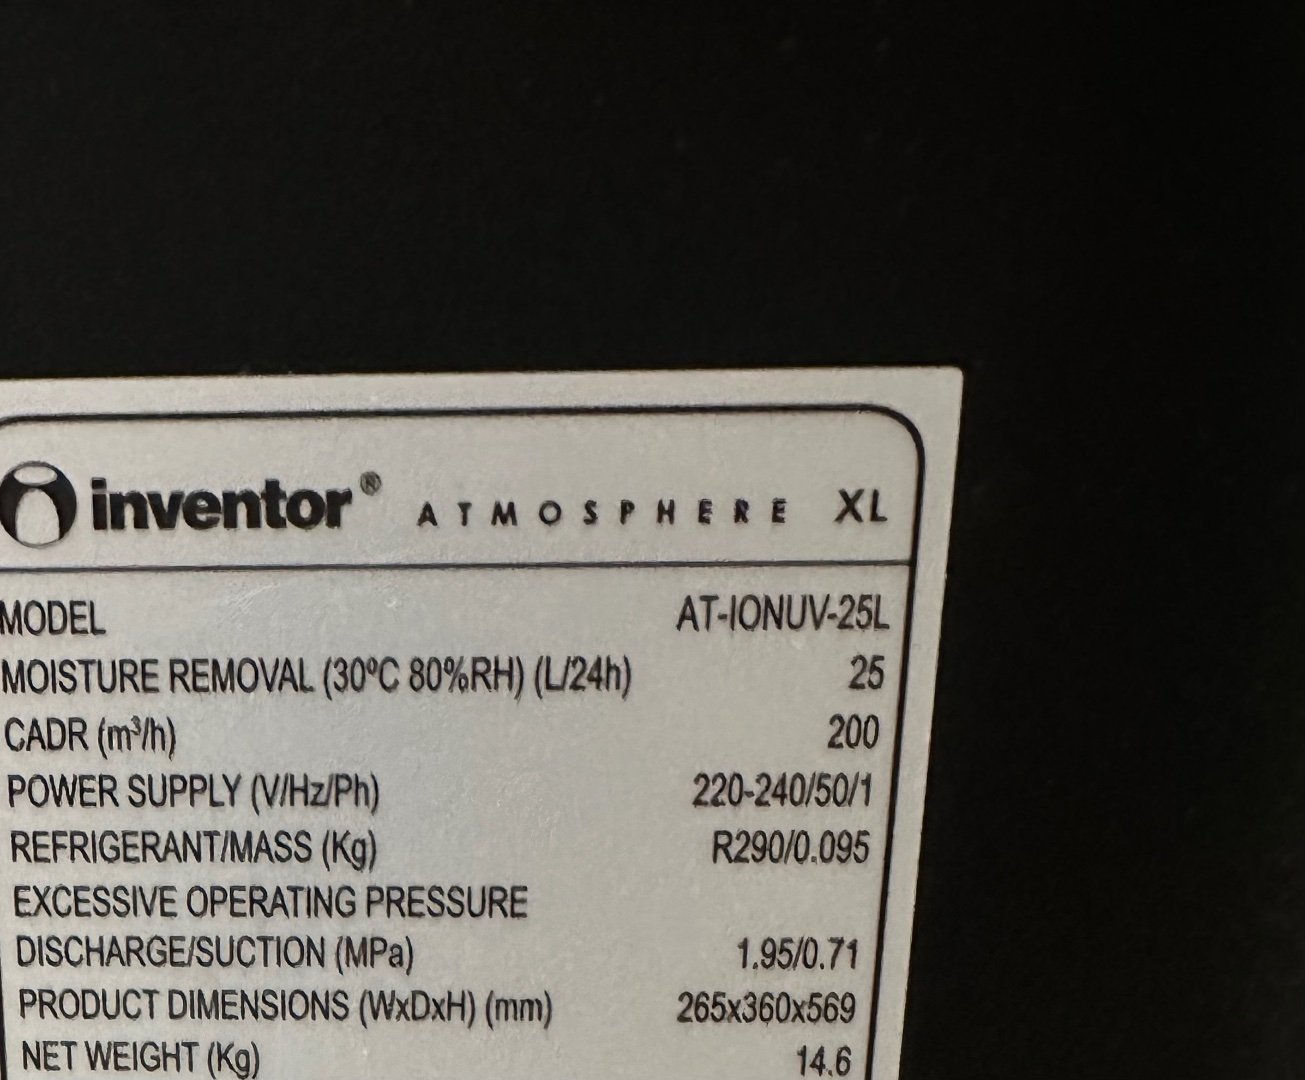 inventor® ATMOSPHERE XL
MODEL AT-IONUV-25L
MOISTURE REMOVAL (30ºC 80%RH) (L/24h) 25
CADR (m³/h) 200
POWER SUPPLY (V/Hz/Ph) 220-240/50/1
REFRIGERANT/MASS (Kg) R290/0.095
EXCESSIVE OPERATING PRESSURE
DISCHARGE/SUCTION (MPa) 1.95/0.71
PRODUCT DIMENSIONS (WxDxH) (mm) 265x360x569
NET WEIGHT (Kg) 14.6